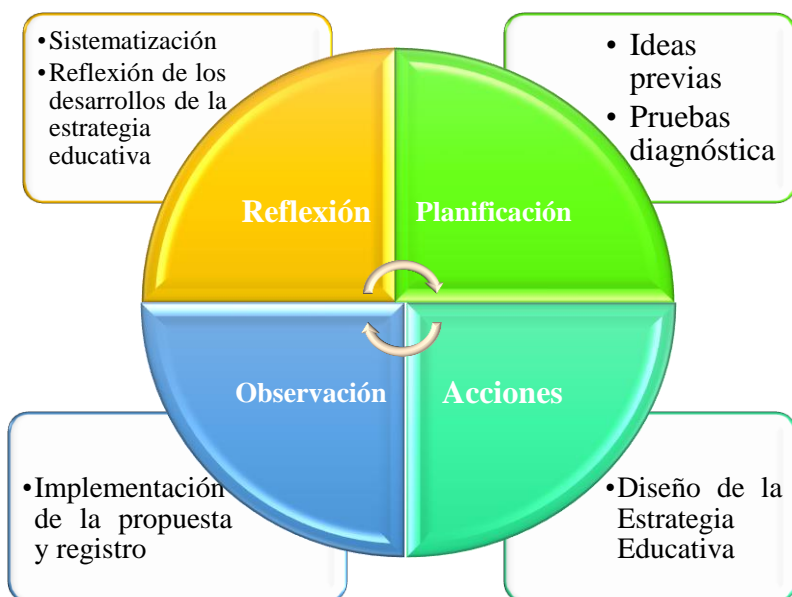 •Sistematización
•Reflexión de los
desarrollos de la
estrategia
educativa
• Ideas
previas
• Pruebas
diagnóstica
Reflexión
Planificación
Observación
Acciones
•Implementación
de la propuesta
y registro
•Diseño de la
Estrategia
Educativa